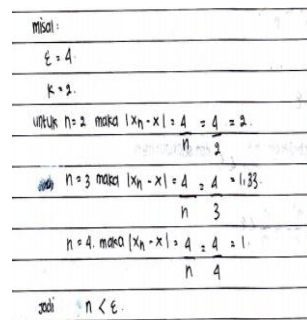 misal:
ε = 4.
K = 2.
untuk n = 2 maka |xn - x| = 4/n = 4/2 = 2.
n = 3 maka |xn - x| = 4/n = 4/3 = 1,33.
n = 4. maka |xn - x| = 4/n = 4/4 = 1.
jadi n < ε.